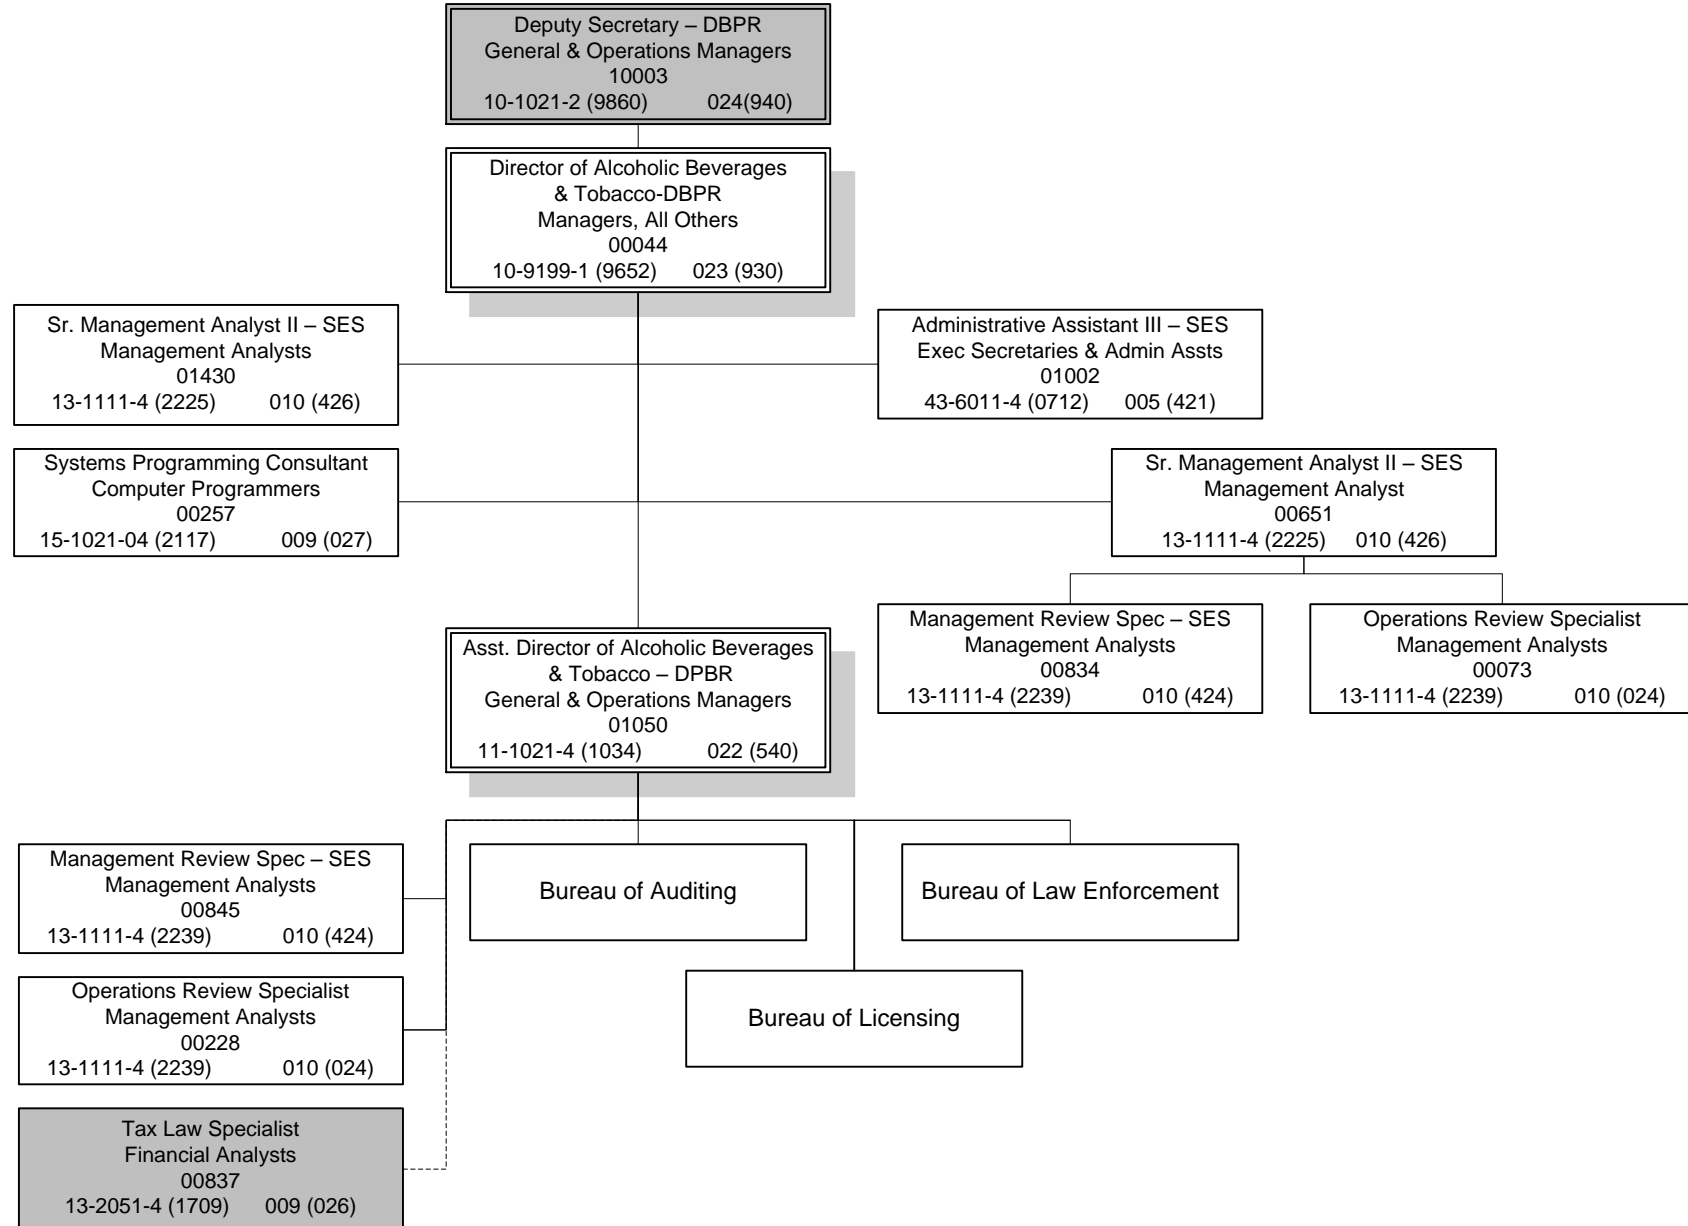 Deputy Secretary – DBPR
General & Operations Managers
10003
10-1021-2 (9860) 024(940)
Director of Alcoholic Beverages
& Tobacco-DBPR
Managers, All Others
00044
10-9199-1 (9652) 023 (930)
Sr. Management Analyst II – SES
Management Analysts
01430
13-1111-4 (2225) 010 (426)
Administrative Assistant III – SES
Exec Secretaries & Admin Assts
01002
43-6011-4 (0712) 005 (421)
Systems Programming Consultant
Computer Programmers
00257
15-1021-04 (2117) 009 (027)
Sr. Management Analyst II – SES
Management Analyst
00651
13-1111-4 (2225) 010 (426)
Management Review Spec – SES
Management Analysts
00834
13-1111-4 (2239) 010 (424)
Operations Review Specialist
Management Analysts
00073
13-1111-4 (2239) 010 (024)
Asst. Director of Alcoholic Beverages
& Tobacco – DPBR
General & Operations Managers
01050
11-1021-4 (1034) 022 (540)
Management Review Spec – SES
Management Analysts
00845
13-1111-4 (2239) 010 (424)
Bureau of Auditing
Bureau of Law Enforcement
Operations Review Specialist
Management Analysts
00228
13-1111-4 (2239) 010 (024)
Bureau of Licensing
Tax Law Specialist
Financial Analysts
00837
13-2051-4 (1709) 009 (026)